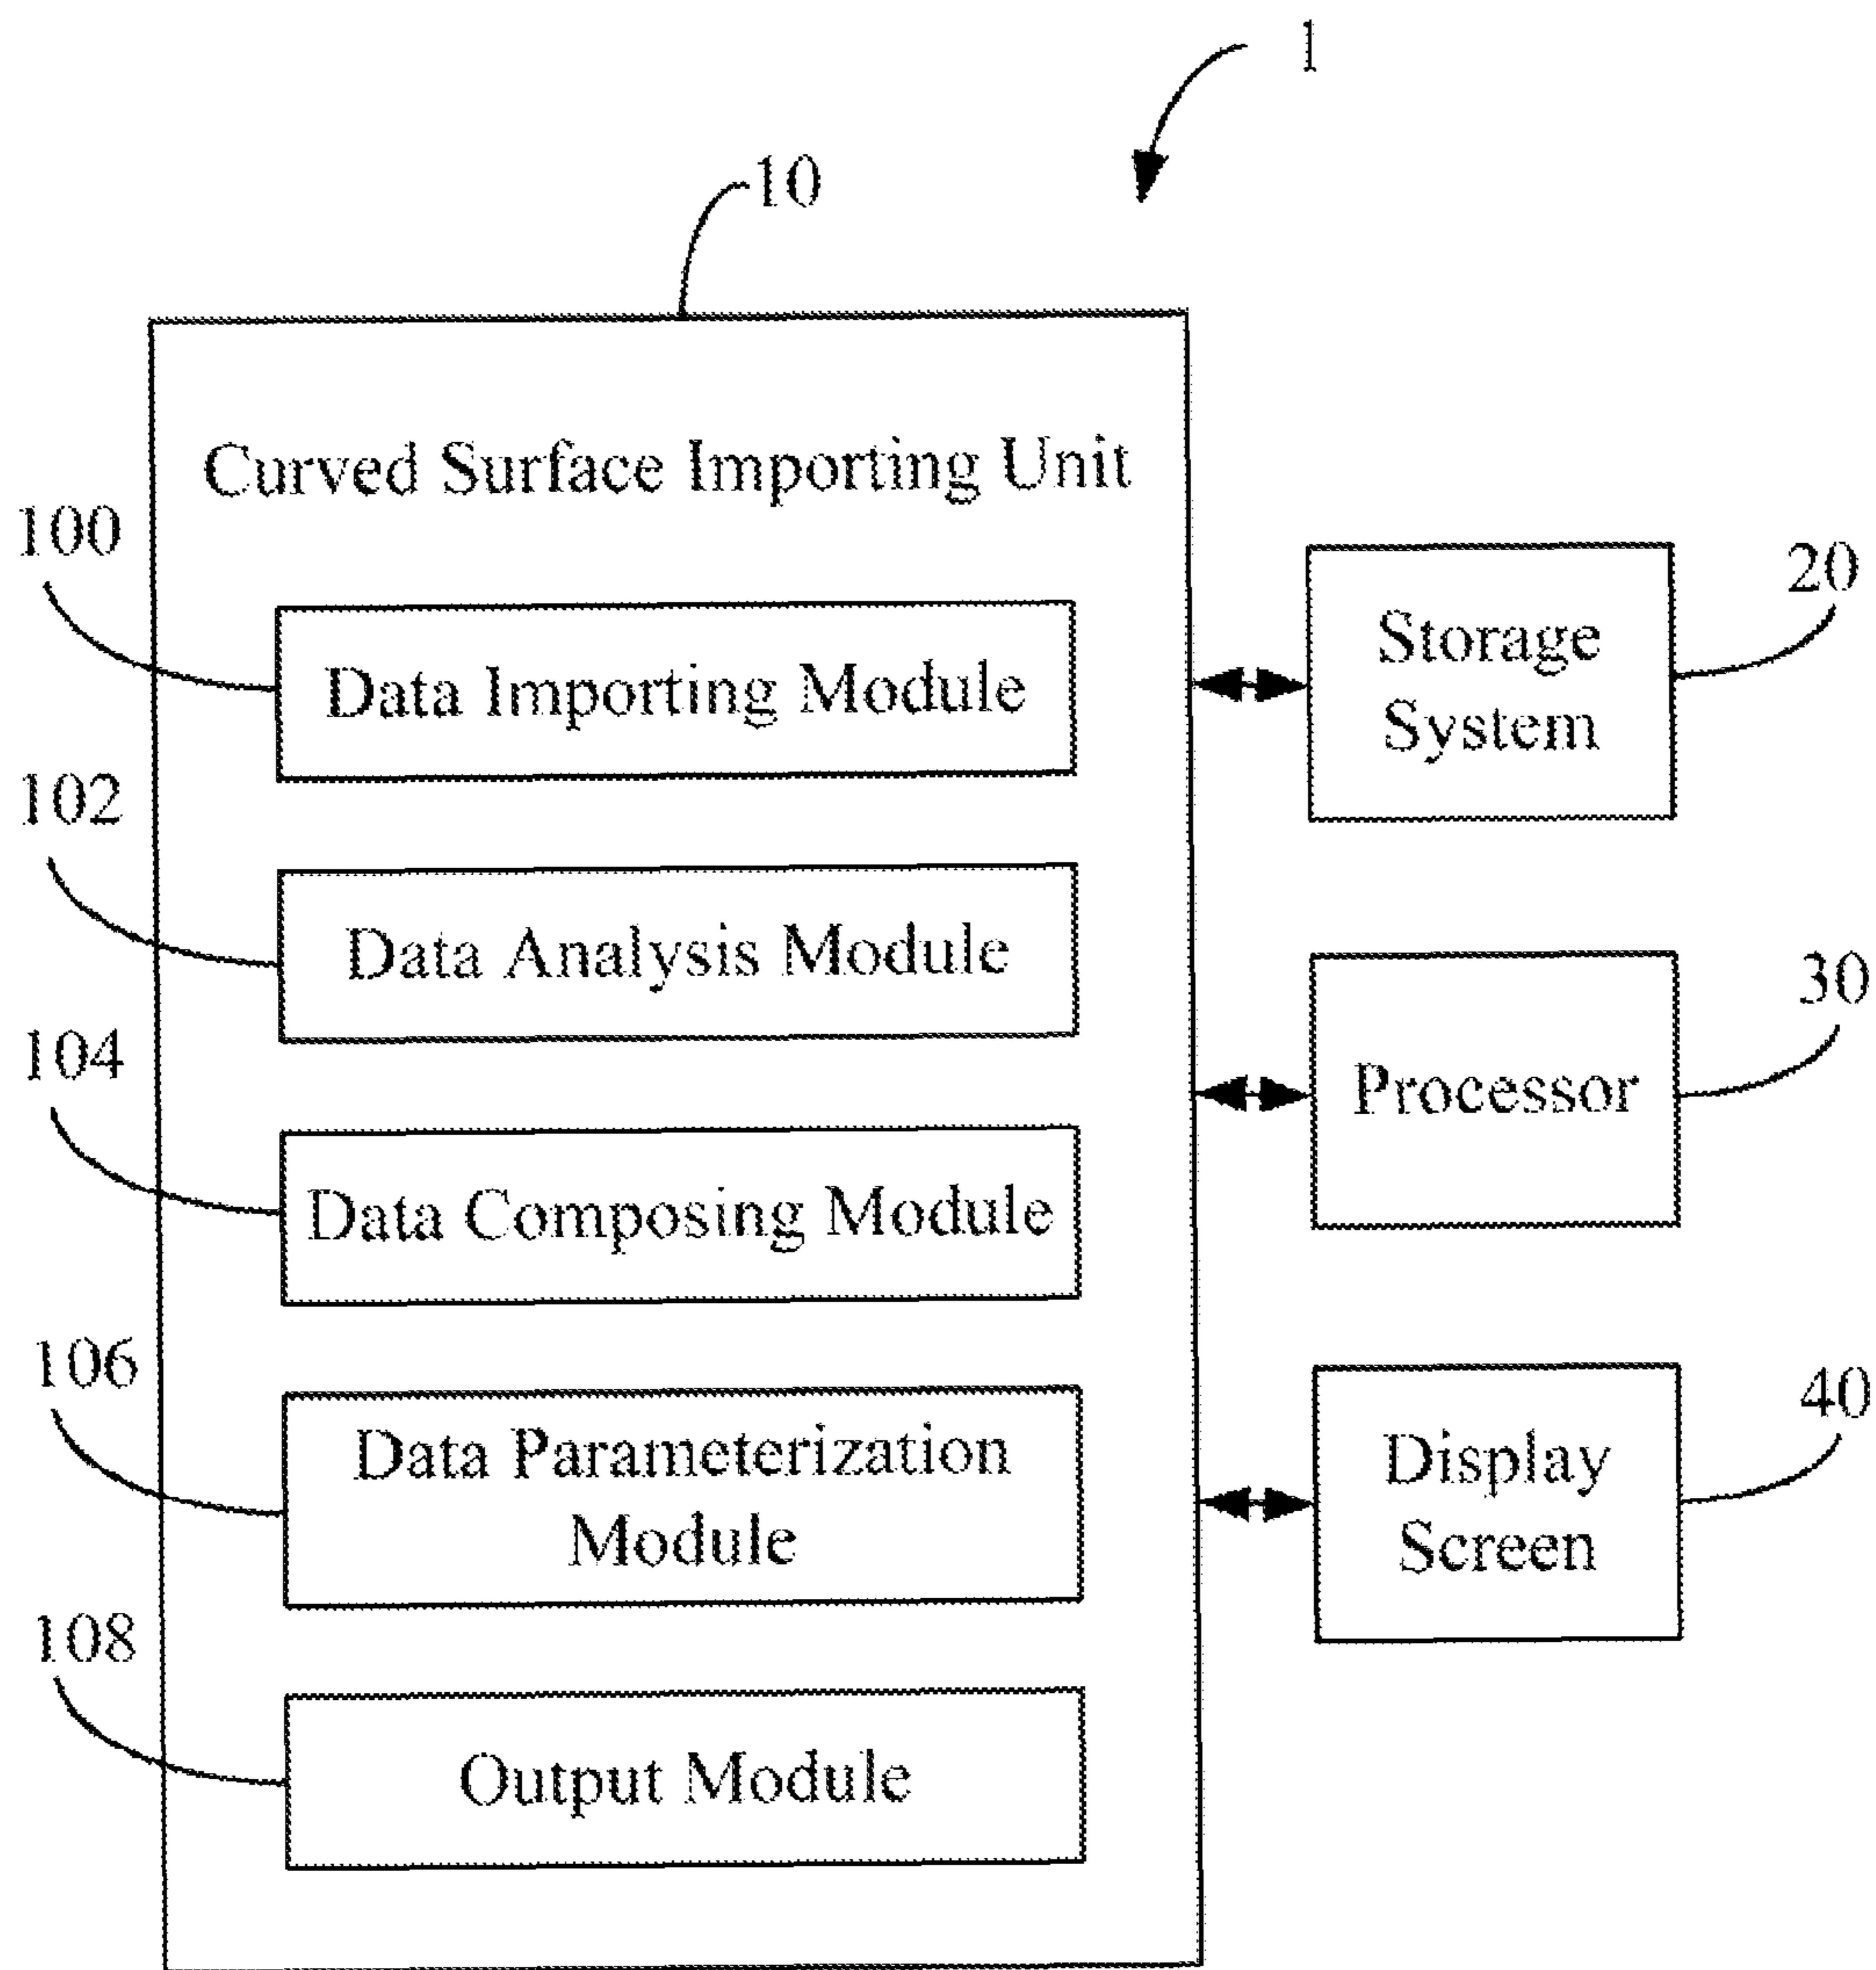 1
10
Curved Surface Importing Unit
100
Data Importing Module
102
Data Analysis Module
104
Data Composing Module
106
Data Parameterization
Module
108
Output Module
20
Storage
System
30
Processor
40
Display
Screen